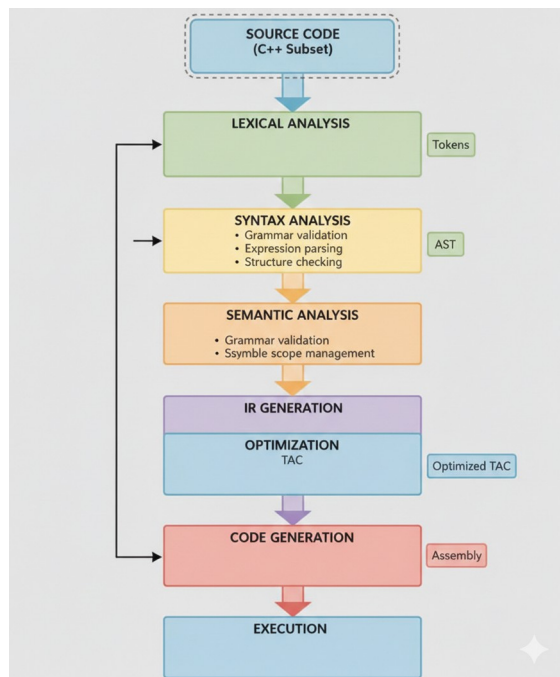 SOURCE CODE
(C++ Subset)
LEXICAL ANALYSIS
Tokens
SYNTAX ANALYSIS
• Grammar validation
• Expression parsing
• Structure checking
AST
SEMANTIC ANALYSIS
• Grammar validation
• Ssymble scope management
IR GENERATION
OPTIMIZATION
TAC
Optimized TAC
CODE GENERATION
Assembly
EXECUTION